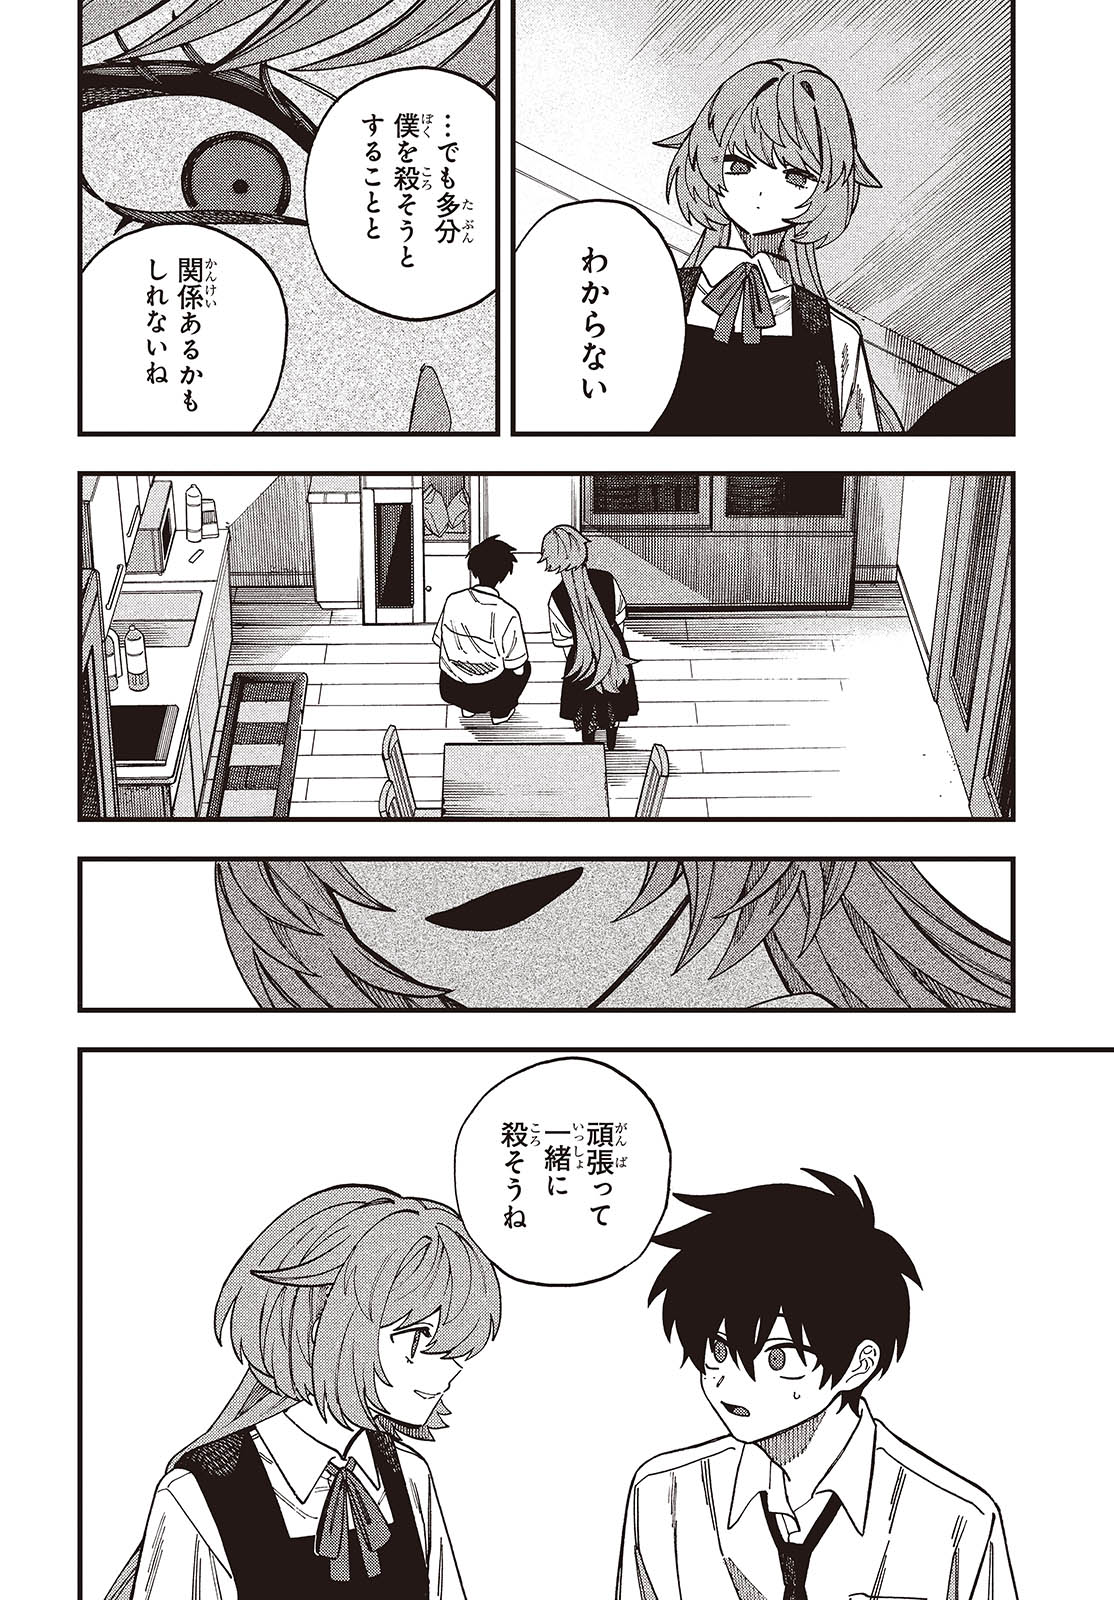 わからない
…でも多分
僕を殺そうと
することと
関係あるかも
しれないね
頑張って
一緒に
殺そうね